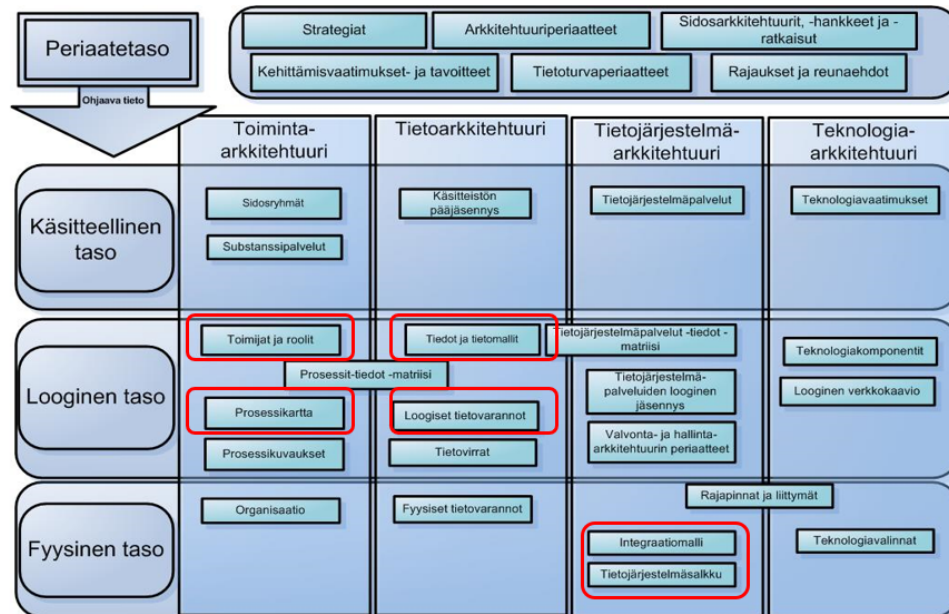 Periaatetaso
Ohjaava tieto
Strategiat
Arkkitehtuuriperiaatteet
Sidosarkkitehtuurit, -hankkeet ja -
ratkaisut
Kehittämisvaatimukset- ja tavoitteet
Tietoturvaperiaatteet
Rajaukset ja reunaehdot
Toiminta-
arkkitehtuuri
Tietoarkkitehtuuri
Tietojärjestelmä-
arkkitehtuuri
Teknologia-
arkkitehtuuri
Käsitteellinen
taso
Sidosryhmät
Substanssipalvelut
Käsitteistön
pääjäsennys
Tietojärjestelmäpalvelut
Teknologiavaatimukset
Looginen taso
Toimijat ja roolit
Tiedot ja tietomallit
Tietojärjestelmäpalvelut -tiedot -
matriisi
Prosessit-tiedot -matriisi
Prosessikartta
Loogiset tietovarannot
Tietojärjestelmä-
palveluiden looginen
jäsennys
Teknologiakomponentit
Looginen verkkokaavio
Prosessikuvaukset
Tietovirrat
Valvonta- ja hallinta-
arkkitehtuurin periaatteet
Fyysinen taso
Organisaatio
Fyysiset tietovarannot
Rajapinnat ja liittymät
Integraatiomalli
Tietojärjestelmäsalkku
Teknologiavalinnat